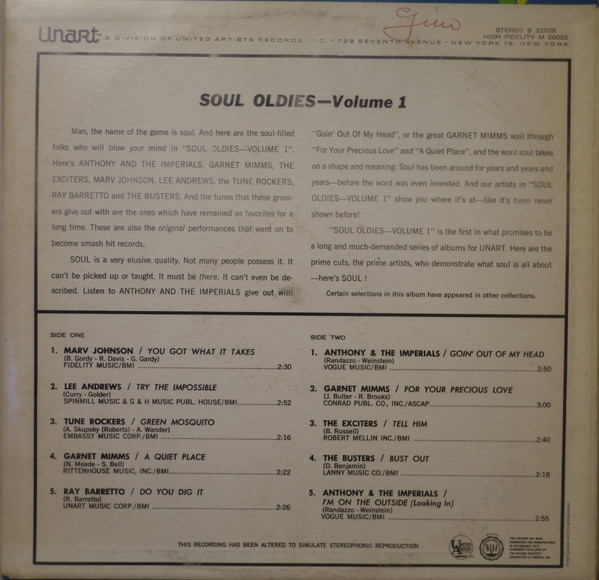 Gino
Unart A DIVISION OF UNITED ARTISTS RECORDS, INC. • 729 SEVENTH AVENUE • NEW YORK 19, NEW YORK
STEREO S 21022
HIGH FIDELITY M 20022
SOUL OLDIES—Volume 1
Man, the name of the game is soul. And here are the soul-filled
folks who will blow your mind in "SOUL OLDIES—VOLUME 1".
Here's ANTHONY AND THE IMPERIALS, GARNET MIMMS, THE
EXCITERS, MARV JOHNSON, LEE ANDREWS, the TUNE ROCKERS,
RAY BARRETTO and THE BUSTERS. And the tunes that these groov-
ers give out with are the ones which have remained as favorites for a
long time. These are also the original performances that went on to
become smash hit records.
SOUL is a very elusive quality. Not many people possess it. It
can't be picked up or taught. It must be there. It can't even be de-
scribed. Listen to ANTHONY AND THE IMPERIALS give out with
"Goin' Out Of My Head", or the great GARNET MIMMS wail through
"For Your Precious Love" and "A Quiet Place", and the word soul takes
on a shape and meaning. Soul has been around for years and years and
years—before the word was even invented. And our artists in "SOUL
OLDIES—VOLUME 1" show you where it's at—like it's been never
shown before!
"SOUL OLDIES—VOLUME 1" is the first in what promises to be
a long and much-demanded series of albums for UNART. Here are the
prime cuts, the prime artists, who demonstrate what soul is all about
—here's SOUL !
Certain selections in this album have appeared in other collections.
SIDE ONE
1. MARV JOHNSON / YOU GOT WHAT IT TAKES
(B. Gordy - R. Davis - G. Gardy)
FIDELITY MUSIC/BMI ........ 2:30
2. LEE ANDREWS / TRY THE IMPOSSIBLE
(Curry - Golder)
SPINMILL MUSIC & G & H MUSIC PUBL. HOUSE/BMI ........ 2:52
3. TUNE ROCKERS / GREEN MOSQUITO
(A. Skupsky (Roberts) - A. Wander)
EMBASSY MUSIC CORP./BMI ........ 2:16
4. GARNET MIMMS / A QUIET PLACE
(N. Meade - S. Bell)
RITTENHOUSE MUSIC, INC./BMI ........ 2:22
5. RAY BARRETTO / DO YOU DIG IT
(R. Barretto)
UNART MUSIC CORP./BMI ........ 2:26
SIDE TWO
1. ANTHONY & THE IMPERIALS / GOIN' OUT OF MY HEAD
(Randazzo - Weinstein)
VOGUE MUSIC/BMI ........ 2:50
2. GARNET MIMMS / FOR YOUR PRECIOUS LOVE
(J. Bulter - R. Brooks)
CONRAD PUBL. CO., INC./ASCAP ........ 3:00
3. THE EXCITERS / TELL HIM
(B. Russell)
ROBERT MELLIN INC./BMI ........ 2:40
4. THE BUSTERS / BUST OUT
(D. Benjamin)
LANNY MUSIC CO./BMI ........ 2:18
5. ANTHONY & THE IMPERIALS /
I'M ON THE OUTSIDE (Looking In)
(Randazzo - Weinstein)
VOGUE MUSIC/BMI ........ 2:55
THIS RECORDING HAS BEEN ALTERED TO SIMULATE STEREOPHONIC REPRODUCTION